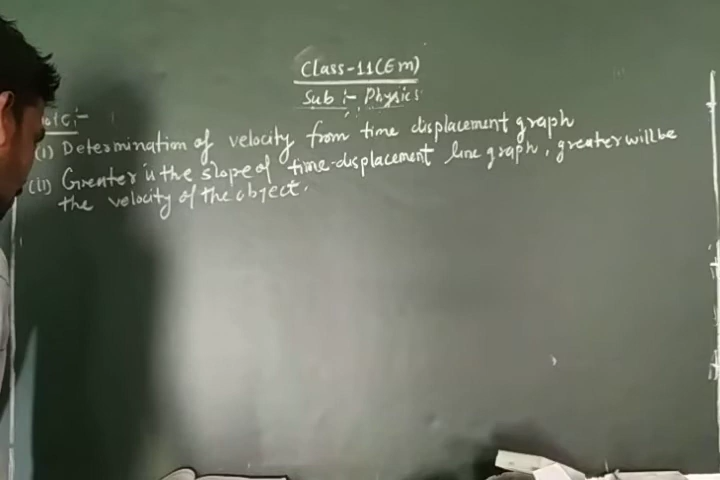 Class-11(Em)
Sub :- Physics
(i) Determination of velocity from time displacement graph
(ii) Greater is the slope of time-displacement line graph, greater will be
the velocity of the object.